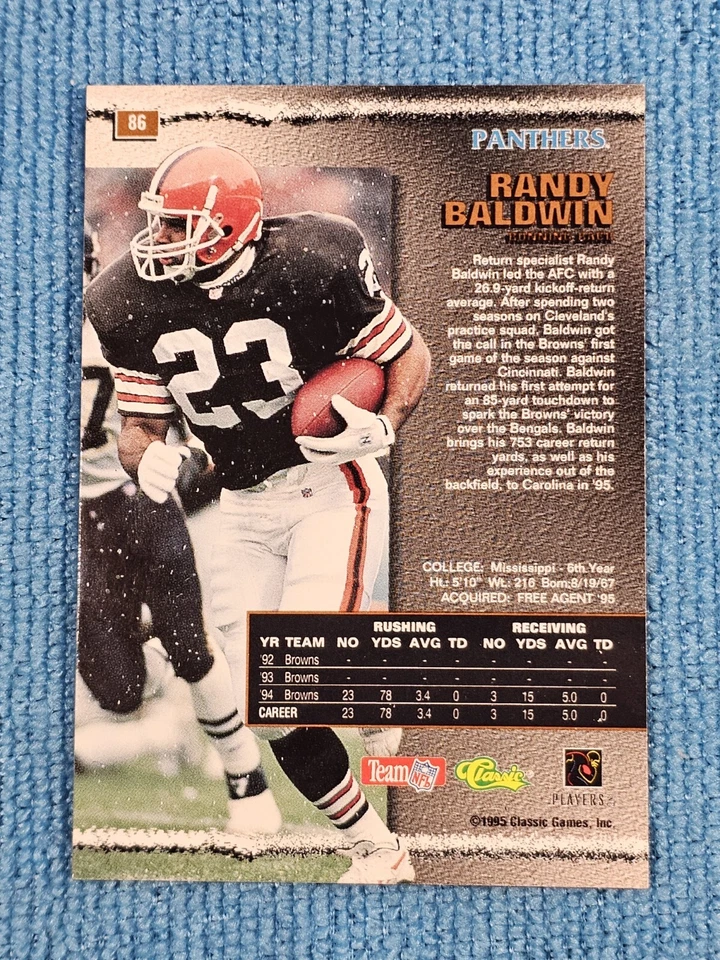 86
PANTHERS
RANDY
BALDWIN
RUNNING BACK
Return specialist Randy
Baldwin led the AFC with a
26.9-yard kickoff-return
average. After spending two
seasons on Cleveland's
practice squad, Baldwin got
the call in the Browns' first
game of the season against
Cincinnati. Baldwin
returned his first attempt for
an 85-yard touchdown to
spark the Browns' victory
over the Bengals. Baldwin
brings his 753 career return
yards, as well as his
experience out of the
backfield, to Carolina in '95.
23
7
COLLEGE: Mississippi - 6th Year
Ht.: 5'10" Wt.: 216 Born:8/19/67
ACQUIRED: FREE AGENT '95
RUSHING RECEIVING
YR TEAM NO YDS AVG TD NO YDS AVG TD
'92 Browns - - - - - - - -
'93 Browns - - - - - - - -
'94 Browns 23 78 3.4 0 3 15 5.0 0
CAREER 23 78 3.4 0 3 15 5.0 0
Team NFL Classic
PLAYERS
©1995 Classic Games, Inc.